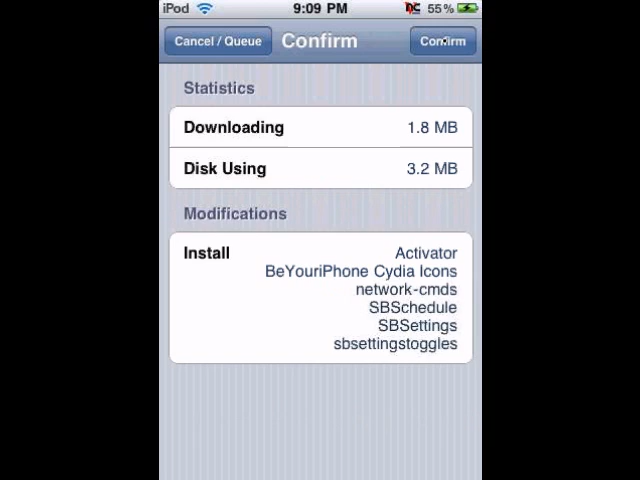 iPod 9:09 PM 55%
Cancel / Queue Confirm Confirm
Statistics
Downloading 1.8 MB
Disk Using 3.2 MB
Modifications
Install Activator
BeYouriPhone Cydia Icons
network-cmds
SBSchedule
SBSettings
sbsettingstoggles